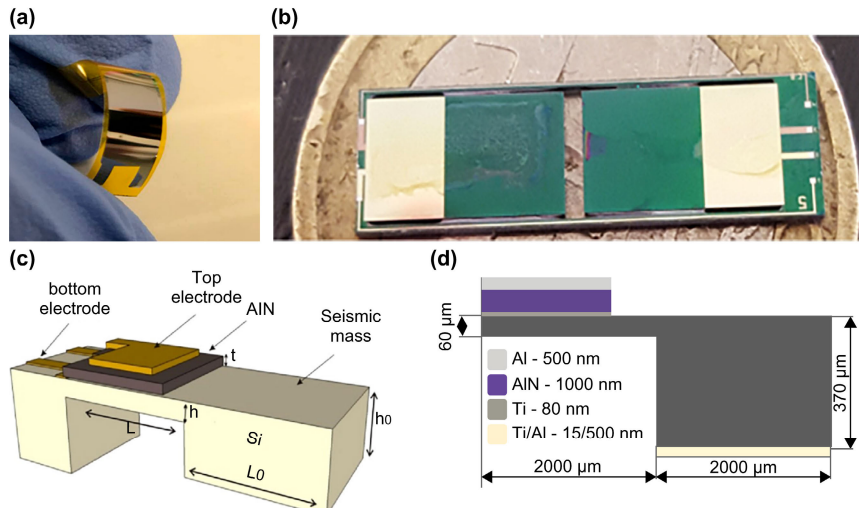 (a)
(b)
(c)
bottom
electrode
Top
electrode
AlN
Seismic
mass
t
h
h0
L
Si
L0
(d)
60 µm
370 µm
Al - 500 nm
AlN - 1000 nm
Ti - 80 nm
Ti/Al - 15/500 nm
2000 µm
2000 µm